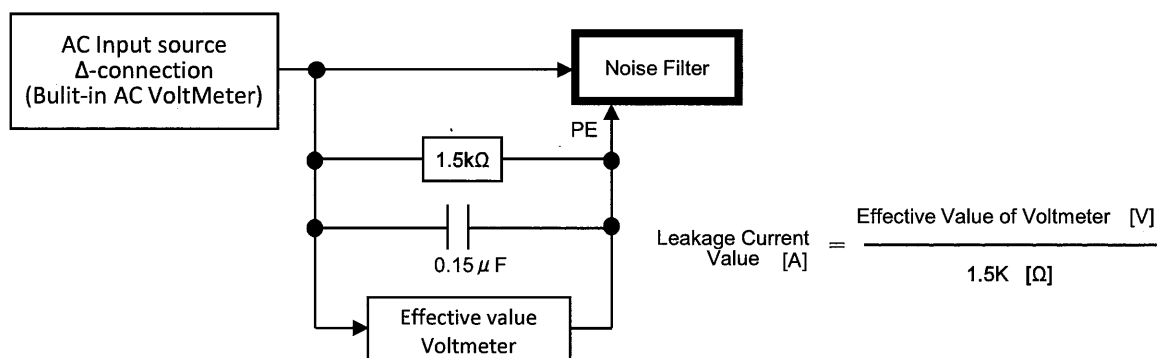 AC Input source
Δ-connection
(Bulit-in AC VoltMeter)
Noise Filter
PE
1.5kΩ
0.15μF
Effective value
Voltmeter
Leakage Current
Value [A]
=
Effective Value of Voltmeter [V]
1.5K [Ω]